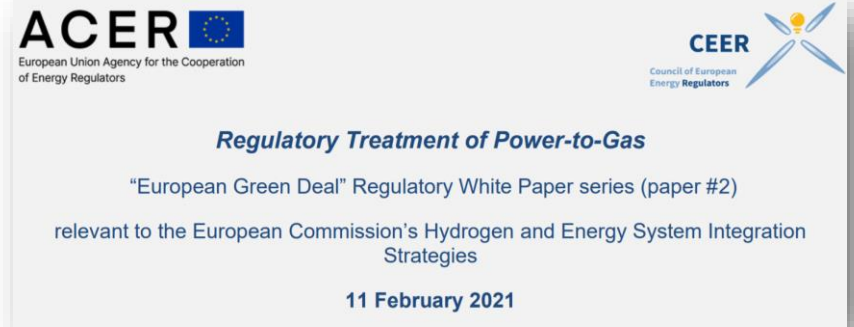 ACER
European Union Agency for the Cooperation
of Energy Regulators
CEER
Council of European
Energy Regulators
Regulatory Treatment of Power-to-Gas
“European Green Deal” Regulatory White Paper series (paper #2)
relevant to the European Commission’s Hydrogen and Energy System Integration
Strategies
11 February 2021